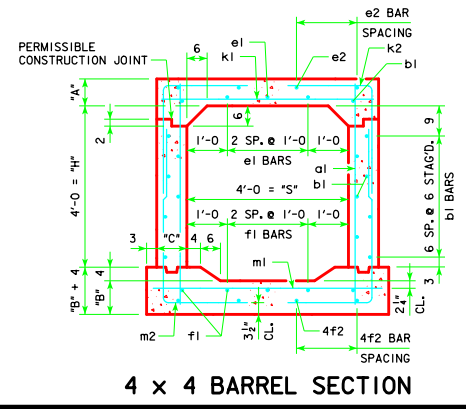 e2 BAR
SPACING
PERMISSIBLE
CONSTRUCTION JOINT
6
e1
k1
e2
k2
b1
"A"
6
9
2
1'-0 2 SP. @ 1'-0 1'-0
e1 BARS
a1
b1
4'-0 = "H"
4'-0 = "S"
6 SP. @ 6 STAG'D.
b1 BARS
1'-0 2 SP. @ 1'-0 1'-0
f1 BARS
3 "C" 4 6
m1
4
"B" + 4
"B"
3
2¼"
CL.
m2
f1
3½"
CL.
4f2
4f2 BAR
SPACING
4 x 4 BARREL SECTION